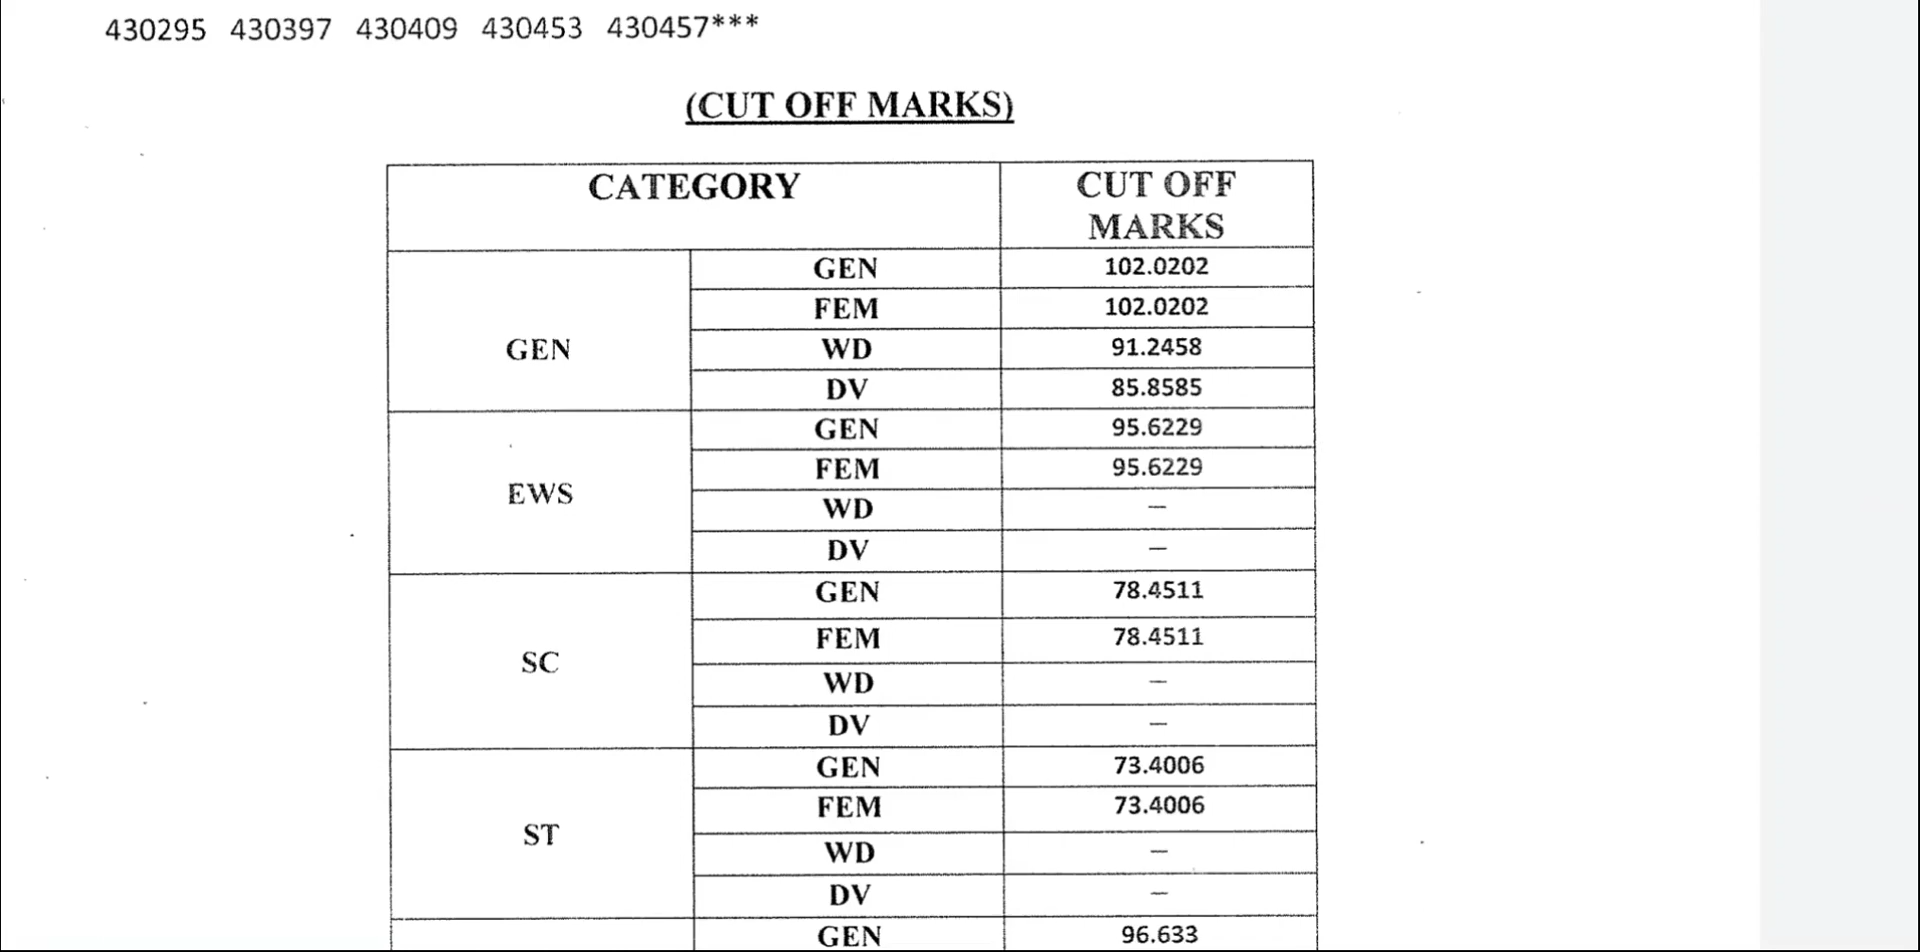 430295 430397 430409 430453 430457***
(CUT OFF MARKS)
CATEGORY CUT OFF MARKS
GEN GEN 102.0202
FEM 102.0202
WD 91.2458
DV 85.8585
EWS GEN 95.6229
FEM 95.6229
WD –
DV –
SC GEN 78.4511
FEM 78.4511
WD –
DV –
ST GEN 73.4006
FEM 73.4006
WD –
DV –
GEN 96.633